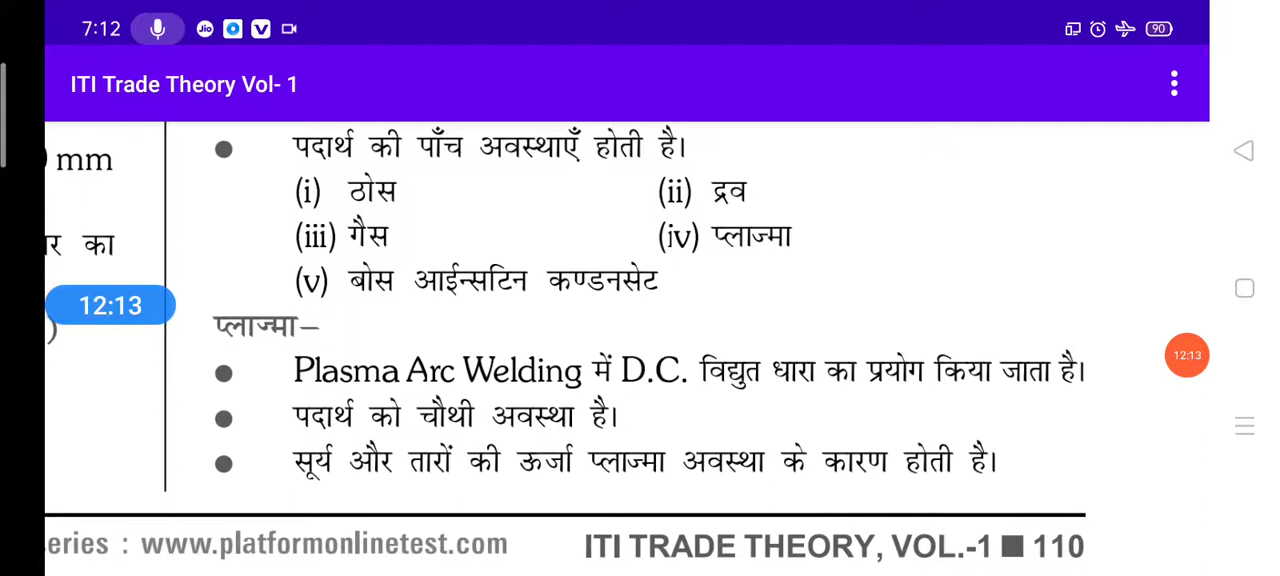 7:12
90
ITI Trade Theory Vol- 1
mm
पदार्थ की पाँच अवस्थाएँ होती है।
(i) ठोस (ii) द्रव
(iii) गैस (iv) प्लाज्मा
र का
(v) बोस आईन्सटिन कण्डनसेट
12:13
प्लाज्मा–
)
Plasma Arc Welding में D.C. विद्युत धारा का प्रयोग किया जाता है।
12:13
पदार्थ को चौथी अवस्था है।
सूर्य और तारों की ऊर्जा प्लाज्मा अवस्था के कारण होती है।
eries : www.platformonlinetest.com
ITI TRADE THEORY, VOL.-1 ■ 110